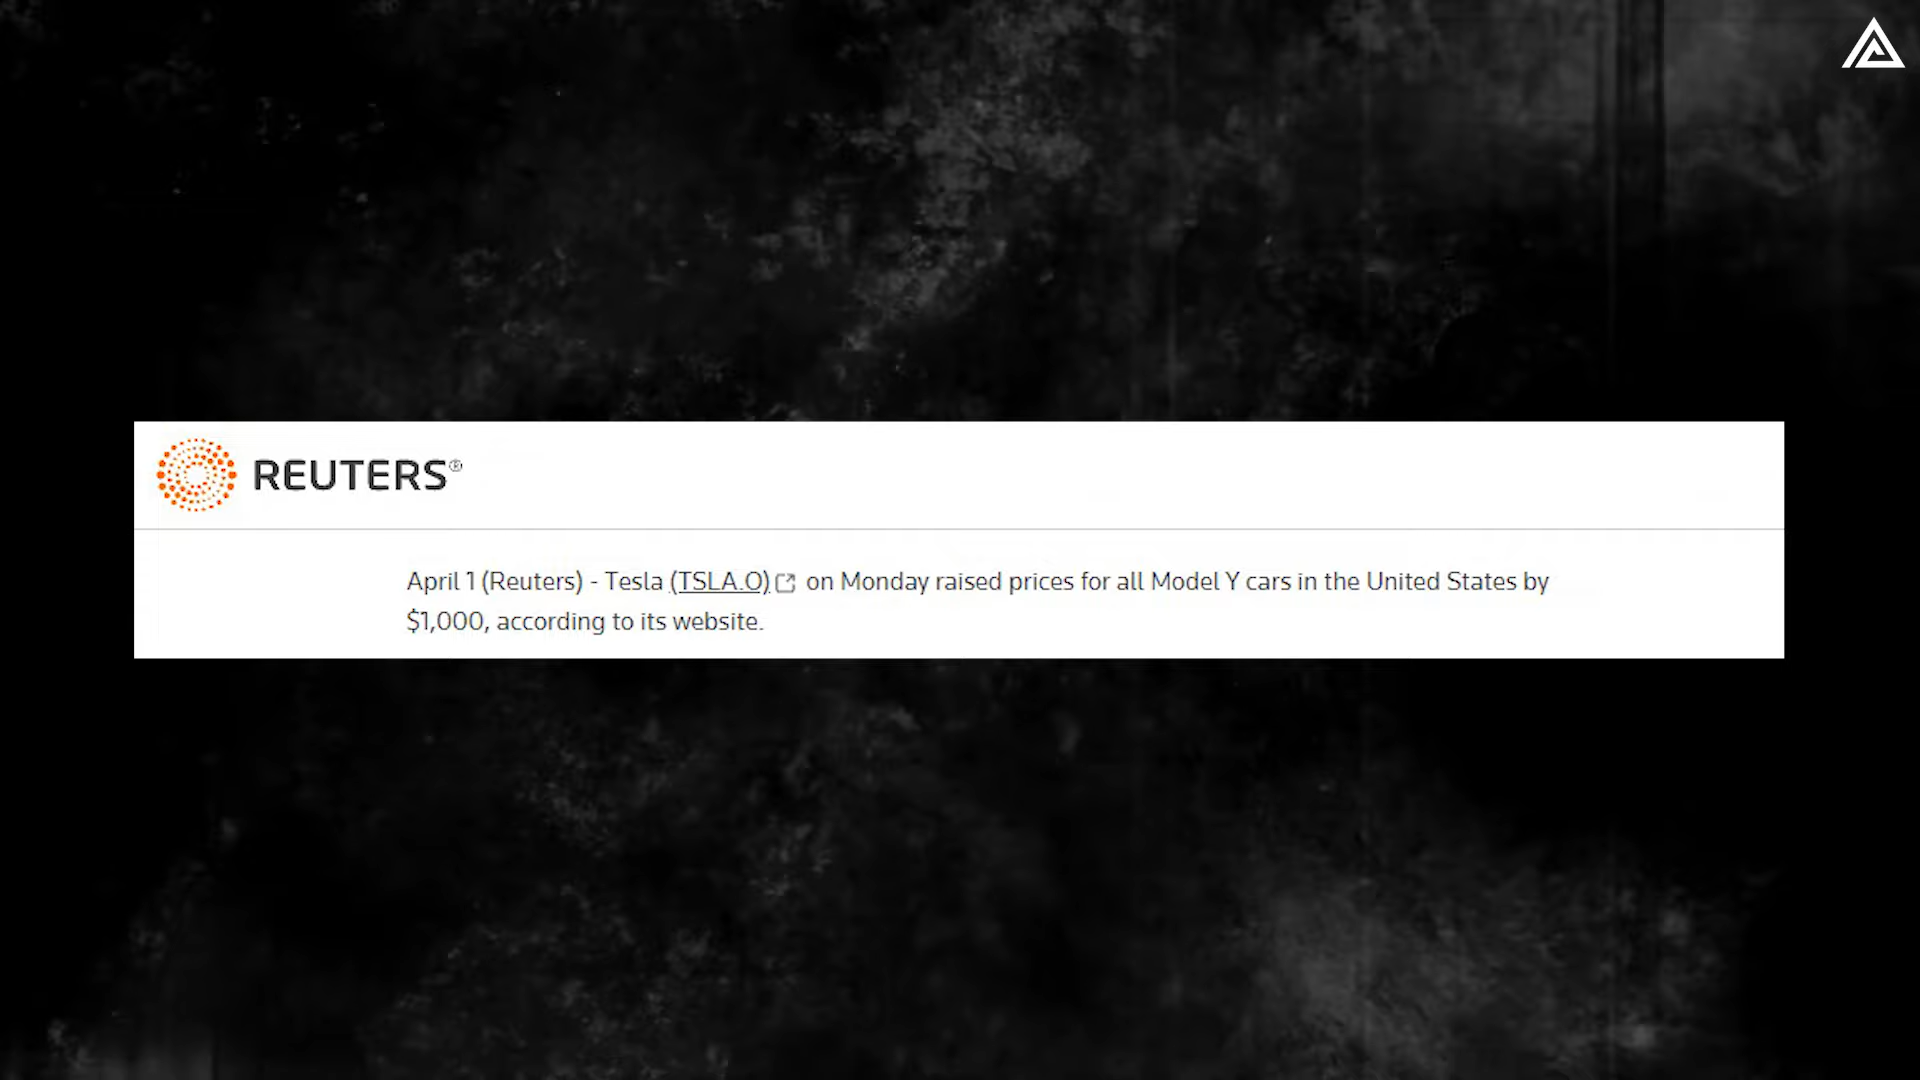 REUTERS®
April 1 (Reuters) - Tesla (TSLA.O) on Monday raised prices for all Model Y cars in the United States by
$1,000, according to its website.